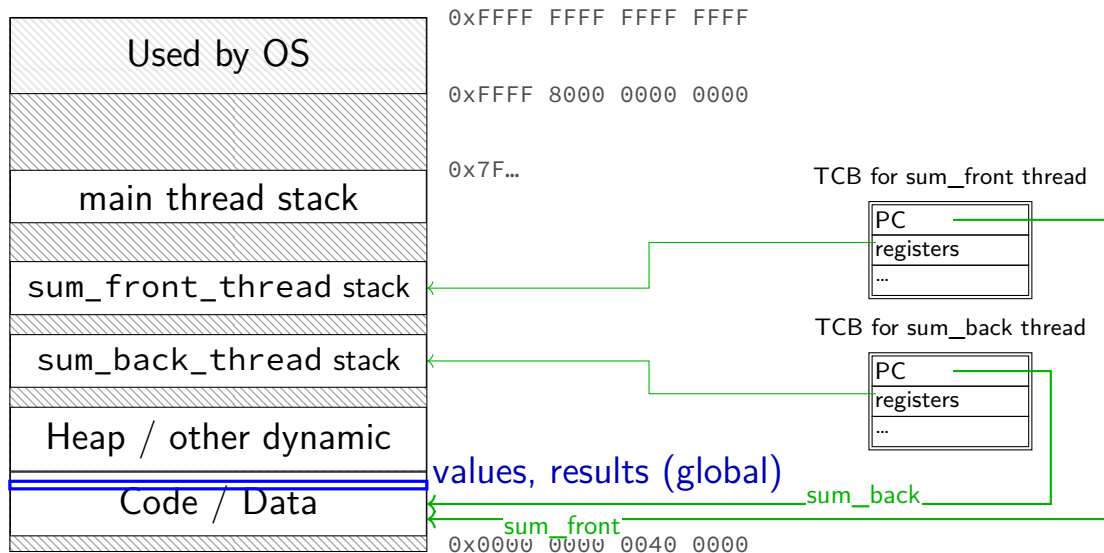 0xFFFF FFFF FFFF FFFF
Used by OS
0xFFFF 8000 0000 0000
0x7F…
main thread stack
sum_front_thread stack
sum_back_thread stack
Heap / other dynamic
values, results (global)
Code / Data
0x0000 0000 0040 0000
TCB for sum_front thread
PC
registers
...
TCB for sum_back thread
PC
registers
...
sum_back
sum_front